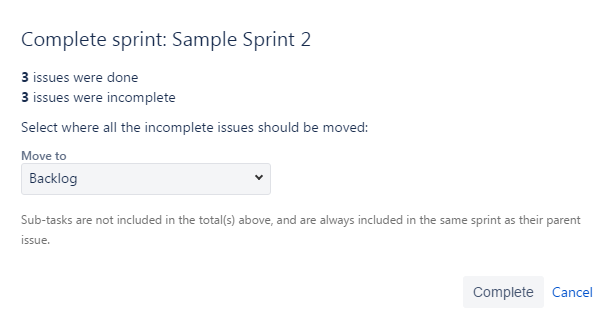 Complete sprint: Sample Sprint 2
3 issues were done
3 issues were incomplete
Select where all the incomplete issues should be moved:
Move to
Backlog
Sub-tasks are not included in the total(s) above, and are always included in the same sprint as their parent
issue.
Complete Cancel